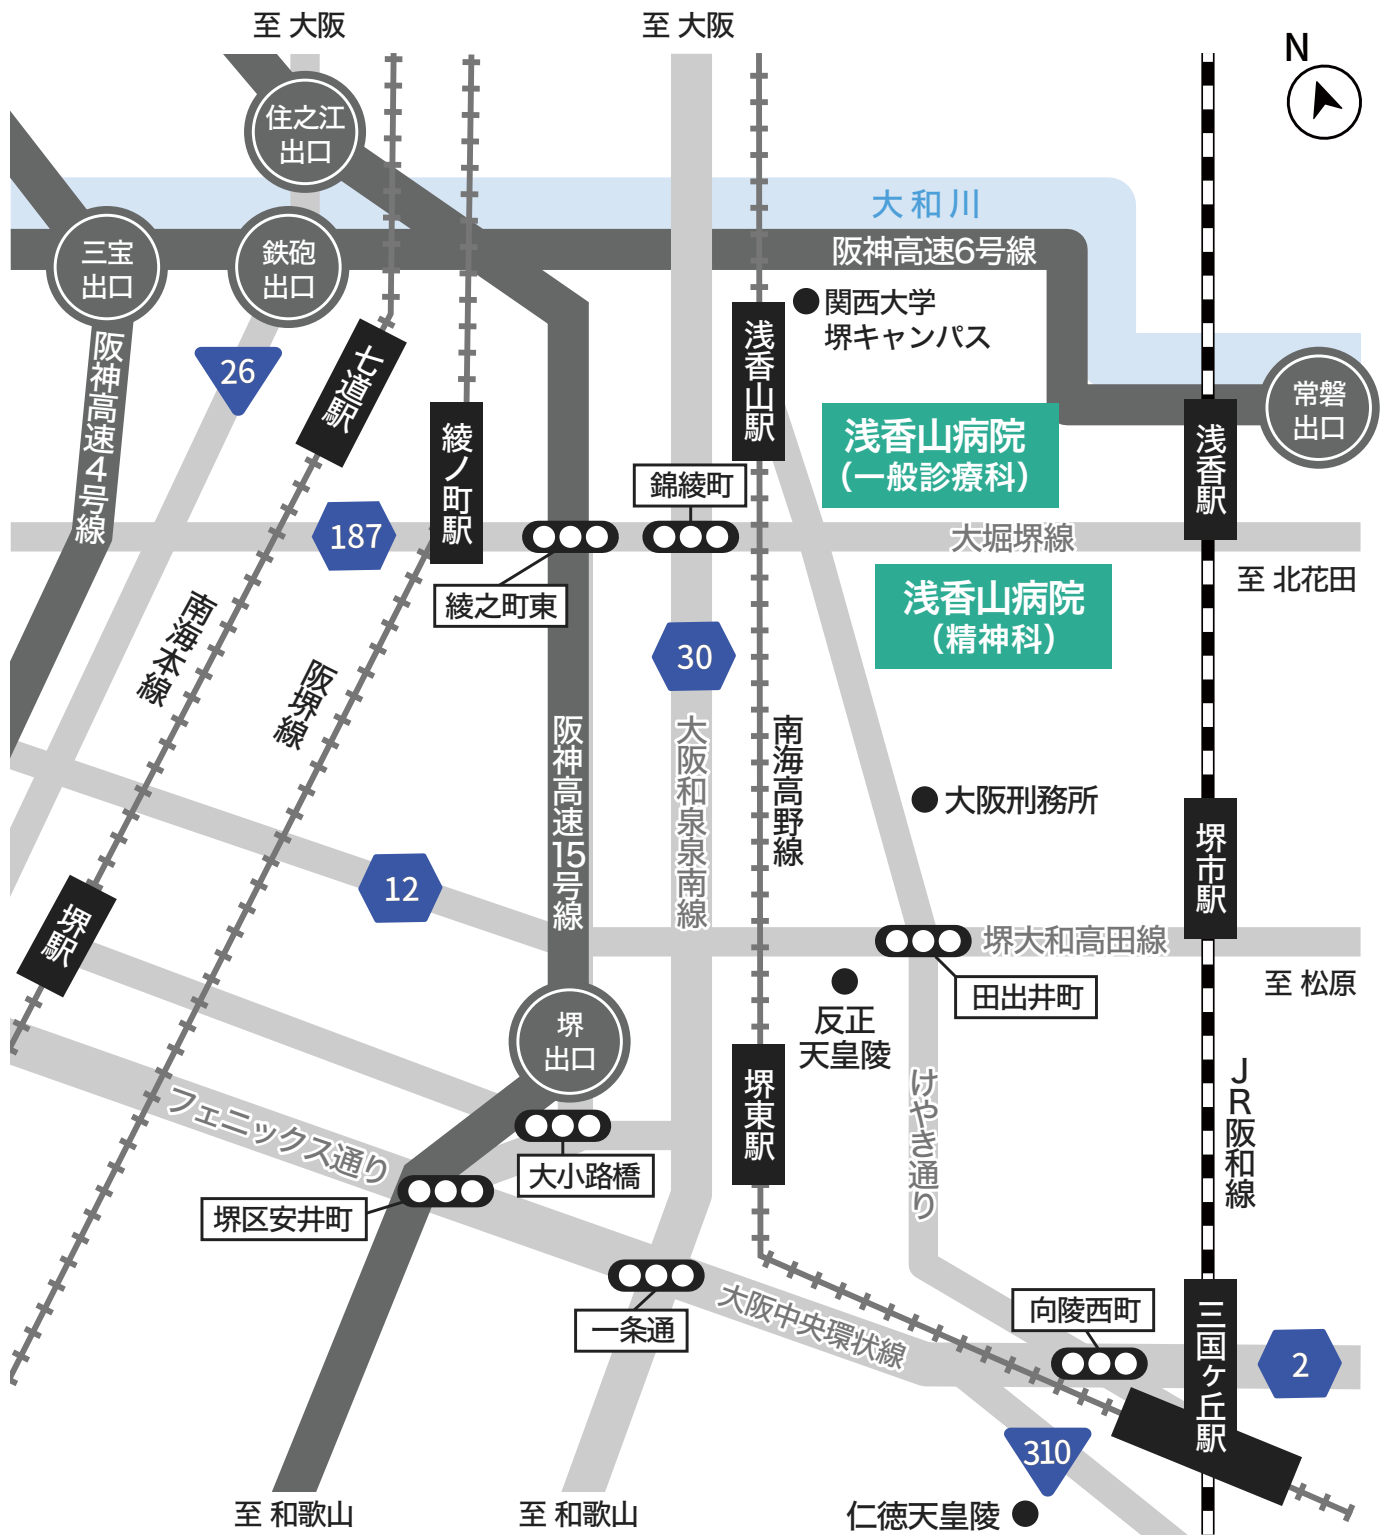 至 大阪
至 大阪
N
住之江
出口
大和川
三宝
出口
鉄砲
出口
阪神高速6号線
関西大学
堺キャンパス
阪神高速4号線
26
七道駅
浅香山駅
常磐
出口
綾ノ町駅
浅香山病院
(一般診療科)
浅香駅
錦綾町
187
大堀堺線
至 北花田
綾之町東
浅香山病院
(精神科)
南海本線
阪堺線
30
阪神高速15号線
大阪和泉泉南線
南海高野線
大阪刑務所
堺市駅
12
堺駅
堺大和高田線
至 松原
田出井町
反正
天皇陵
堺
出口
堺東駅
けやき通り
JR阪和線
フェニックス通り
大小路橋
堺区安井町
一条通
大阪中央環状線
向陵西町
三国ヶ丘駅
2
310
至 和歌山
至 和歌山
仁徳天皇陵